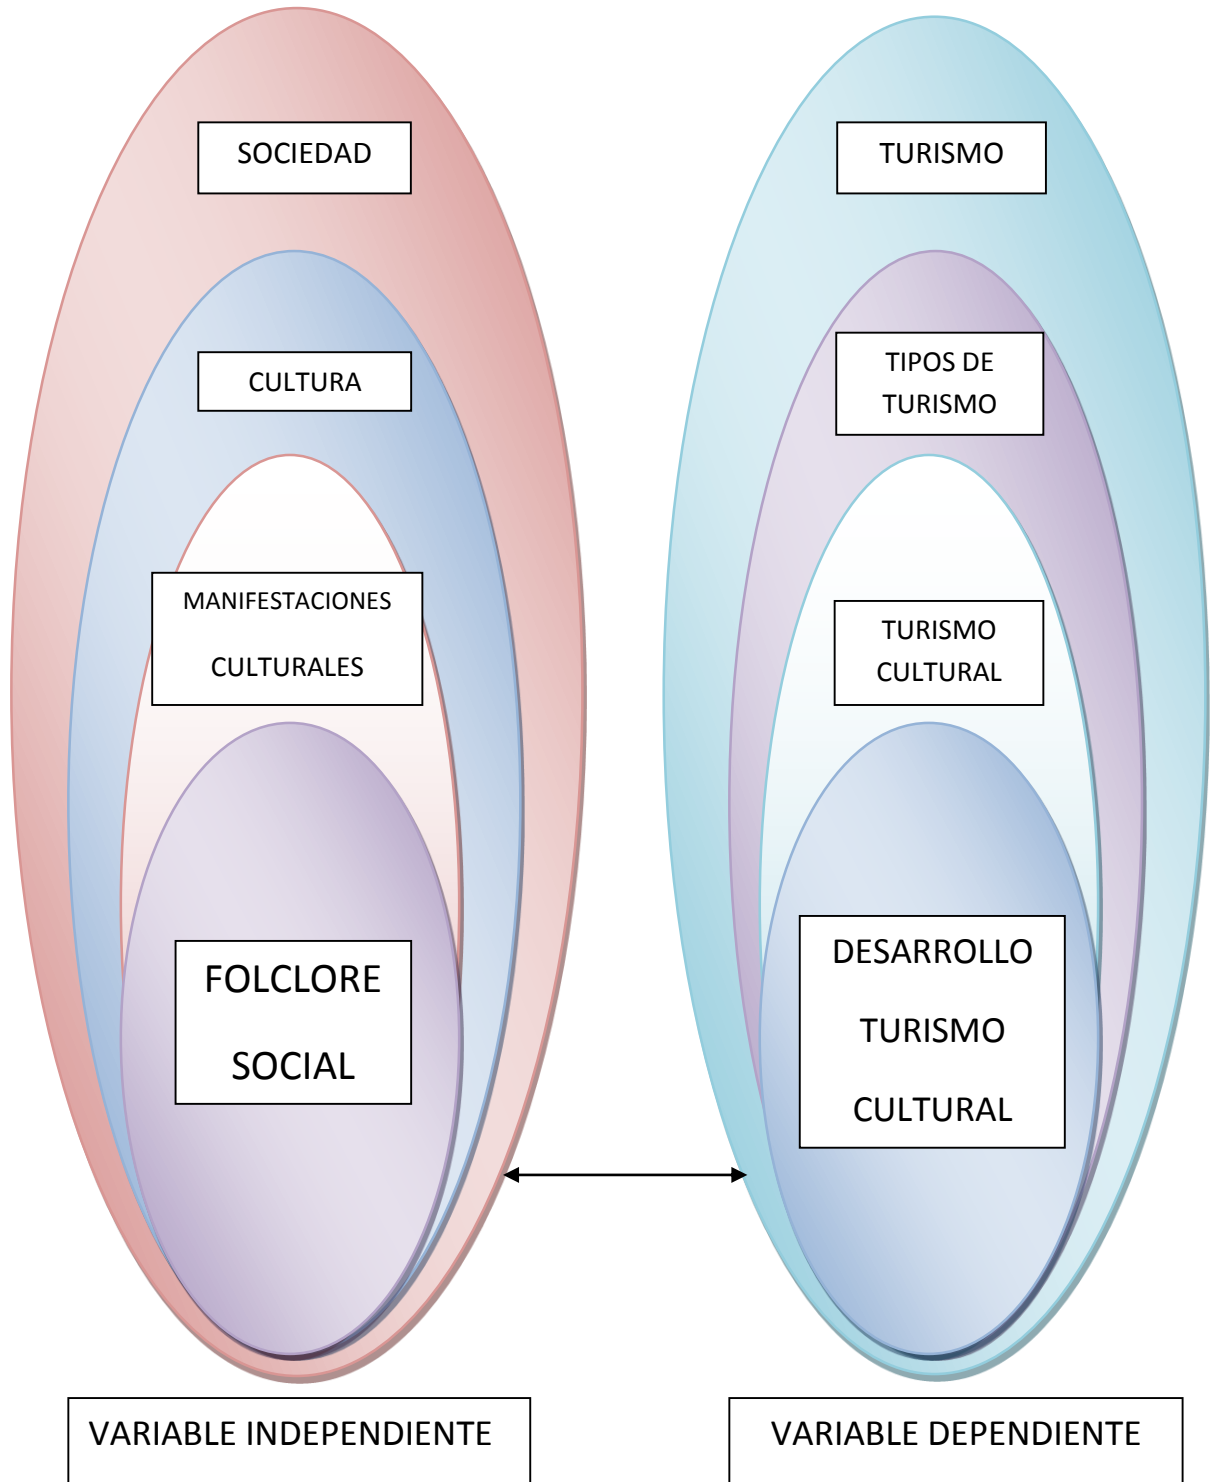 SOCIEDAD
CULTURA
MANIFESTACIONES
CULTURALES
FOLCLORE
SOCIAL
VARIABLE INDEPENDIENTE
TURISMO
TIPOS DE
TURISMO
TURISMO
CULTURAL
DESARROLLO
TURISMO
CULTURAL
VARIABLE DEPENDIENTE